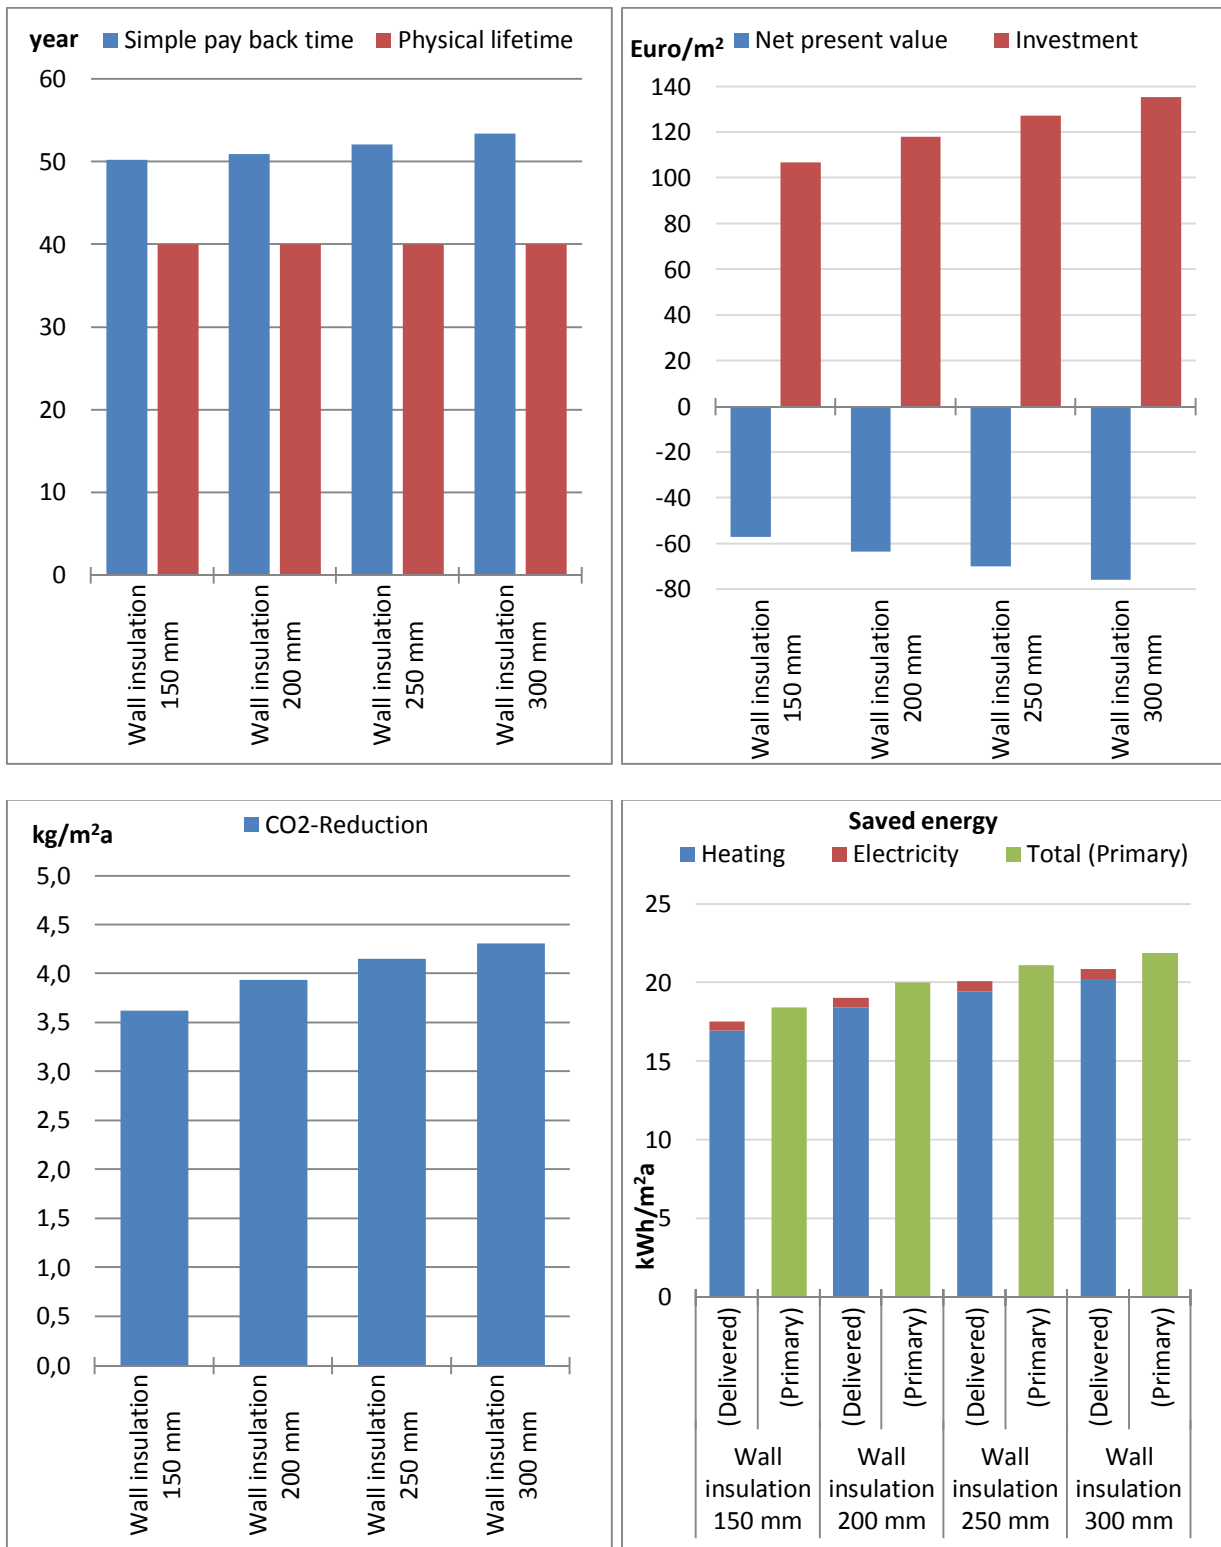 year Simple pay back time Physical lifetime
60
50
40
30
20
10
0
Wall insulation
150 mm
Wall insulation
200 mm
Wall insulation
250 mm
Wall insulation
300 mm
Euro/m² Net present value Investment
140
120
100
80
60
40
20
0
-20
-40
-60
-80
Wall insulation
150 mm
Wall insulation
200 mm
Wall insulation
250 mm
Wall insulation
300 mm
kg/m²a CO2-Reduction
5,0
4,5
4,0
3,5
3,0
2,5
2,0
1,5
1,0
0,5
0,0
Wall insulation
150 mm
Wall insulation
200 mm
Wall insulation
250 mm
Wall insulation
300 mm
Saved energy
Heating Electricity Total (Primary)
25
20
15
10
5
0
kWh/m²a
(Delivered)
(Primary)
(Delivered)
(Primary)
(Delivered)
(Primary)
(Delivered)
(Primary)
Wall
insulation
150 mm
Wall
insulation
200 mm
Wall
insulation
250 mm
Wall
insulation
300 mm